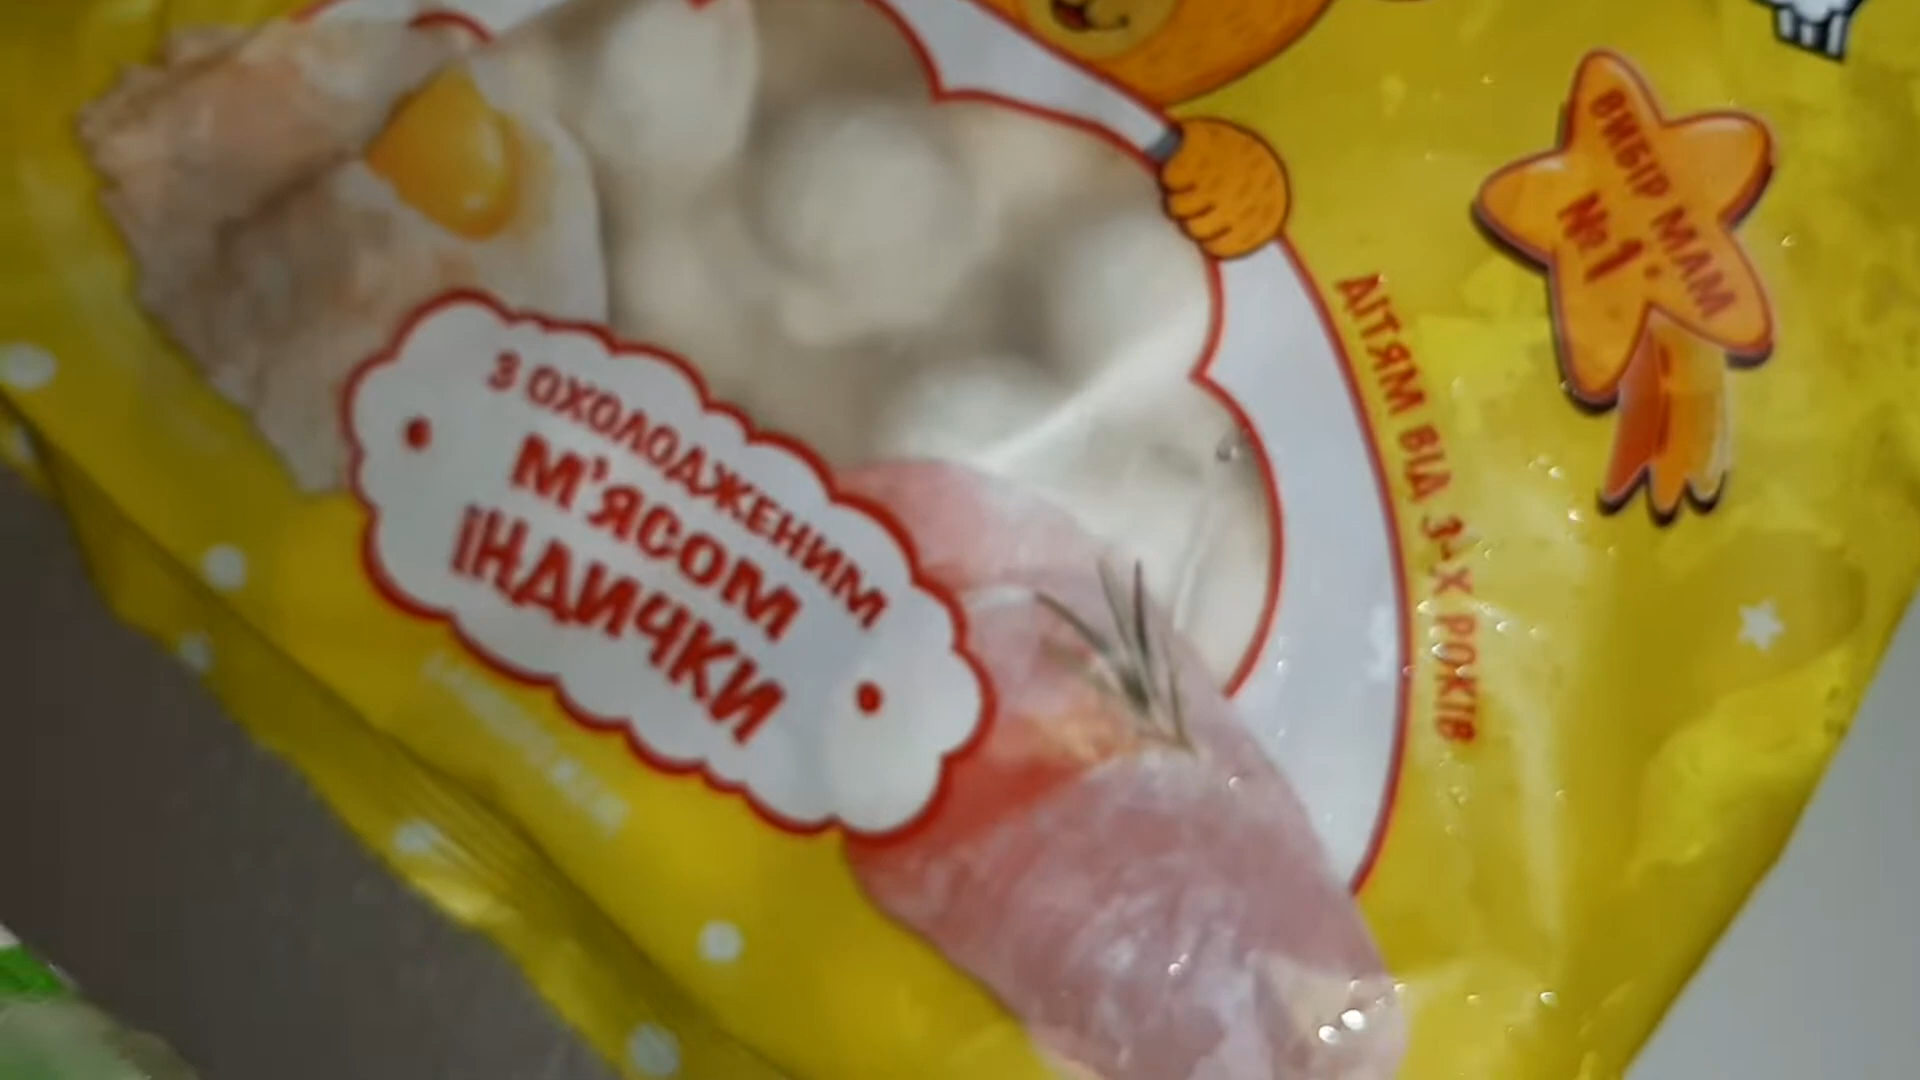 ВИБІР МАМ
№1
ДІТЯМ ВІД 3-Х РОКІВ
З ОХОЛОДЖЕНИМ
М'ЯСОМ
ІНДИЧКИ